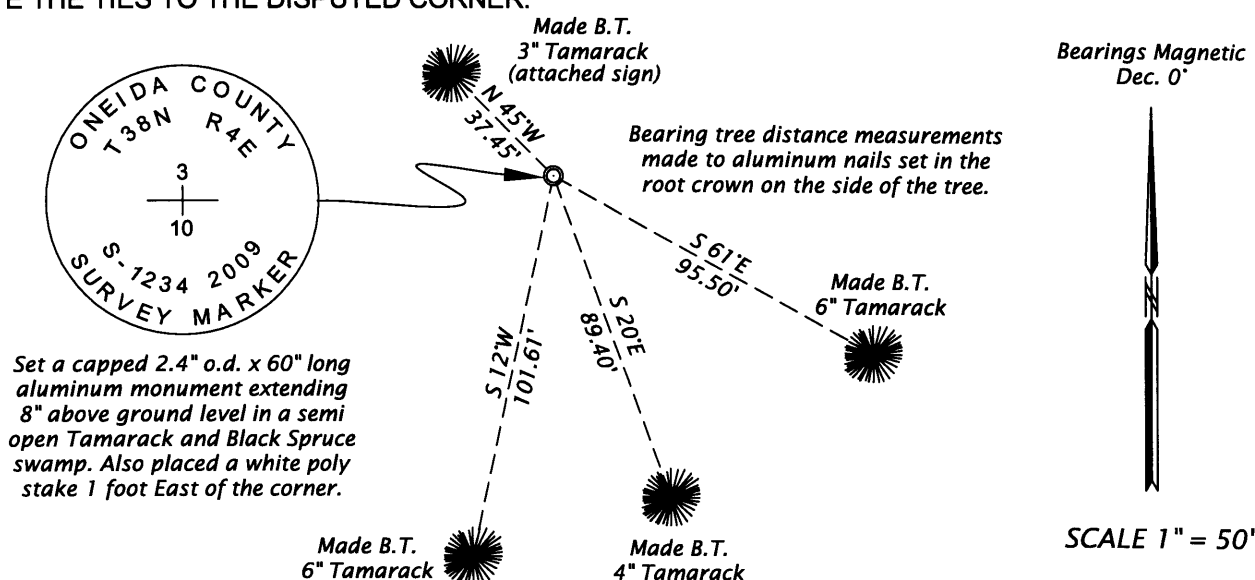 E THE TIES TO THE DISPUTED CORNER.
Made B.T.
3" Tamarack
(attached sign)
N 45°W
37.45'
Bearings Magnetic
Dec. 0°
ONEIDA COUNTY
T38N R4E
3
10
S-1234 2009
SURVEY MARKER
Bearing tree distance measurements
made to aluminum nails set in the
root crown on the side of the tree.
S 61°E
95.50'
Made B.T.
6" Tamarack
S 20°E
89.40'
S 12°W
101.61'
N
Set a capped 2.4" o.d. x 60" long
aluminum monument extending
8" above ground level in a semi
open Tamarack and Black Spruce
swamp. Also placed a white poly
stake 1 foot East of the corner.
Made B.T.
6" Tamarack
Made B.T.
4" Tamarack
SCALE 1" = 50'